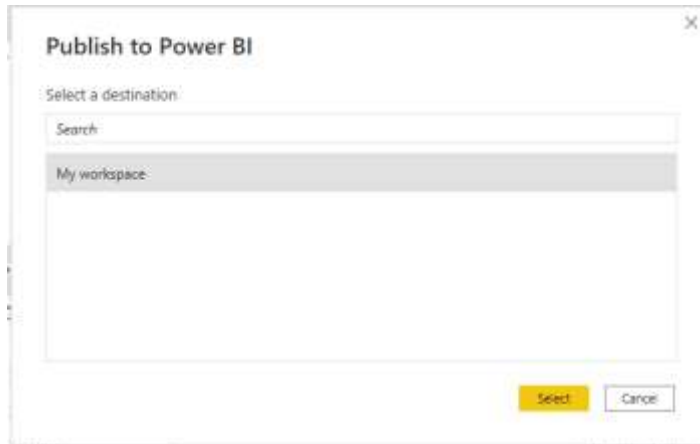 Publish to Power BI
Select a destination
Search
My workspace
Select Cancel